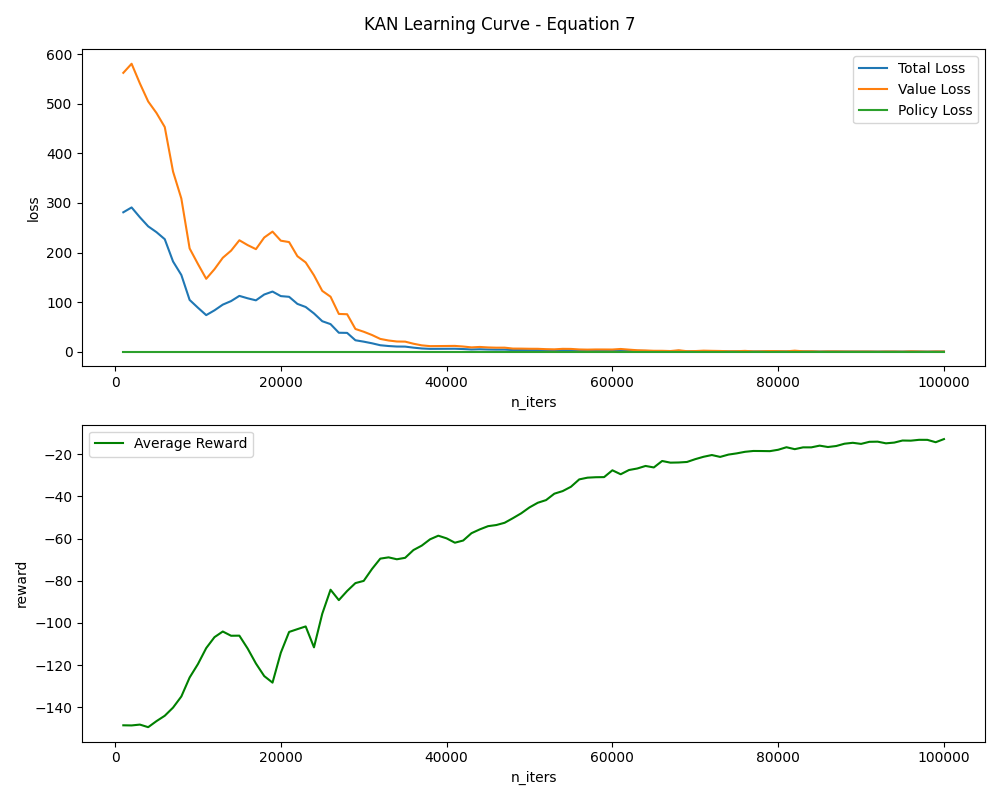 KAN Learning Curve - Equation 7
600
500
400
300
200
100
0
loss
Total Loss
Value Loss
Policy Loss
0 20000 40000 60000 80000 100000
n_iters
Average Reward
−20
−40
−60
−80
−100
−120
−140
reward
0 20000 40000 60000 80000 100000
n_iters